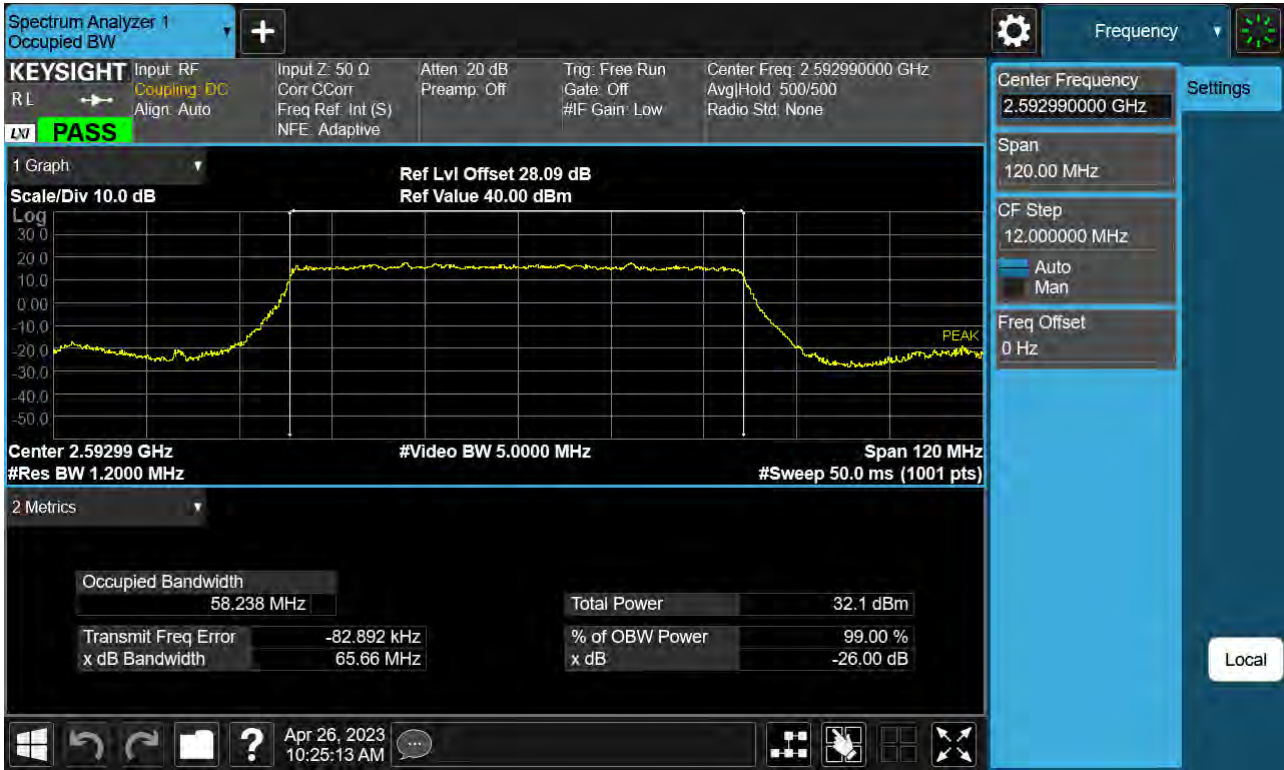 Spectrum Analyzer 1
Occupied BW
+
Frequency
KEYSIGHT
RL
LXI
PASS
Input: RF
Coupling: DC
Align: Auto
Input Z: 50 Ω
Corr CCorr
Freq Ref: Int (S)
NFE: Adaptive
Atten: 20 dB
Preamp: Off
Trig: Free Run
Gate: Off
#IF Gain: Low
Center Freq: 2.592990000 GHz
Avg|Hold: 500/500
Radio Std: None
1 Graph
Scale/Div 10.0 dB
Ref Lvl Offset 28.09 dB
Ref Value 40.00 dBm
Log
30.0
20.0
10.0
0.00
-10.0
-20.0
-30.0
-40.0
-50.0
PEAK
Center 2.59299 GHz
#Video BW 5.0000 MHz
Span 120 MHz
#Res BW 1.2000 MHz
#Sweep 50.0 ms (1001 pts)
2 Metrics
Occupied Bandwidth
58.238 MHz
Transmit Freq Error -82.892 kHz
x dB Bandwidth 65.66 MHz
Total Power 32.1 dBm
% of OBW Power 99.00 %
x dB -26.00 dB
Center Frequency
2.592990000 GHz
Span
120.00 MHz
CF Step
12.000000 MHz
Auto
Man
Freq Offset
0 Hz
Settings
Local
?
Apr 26, 2023
10:25:13 AM